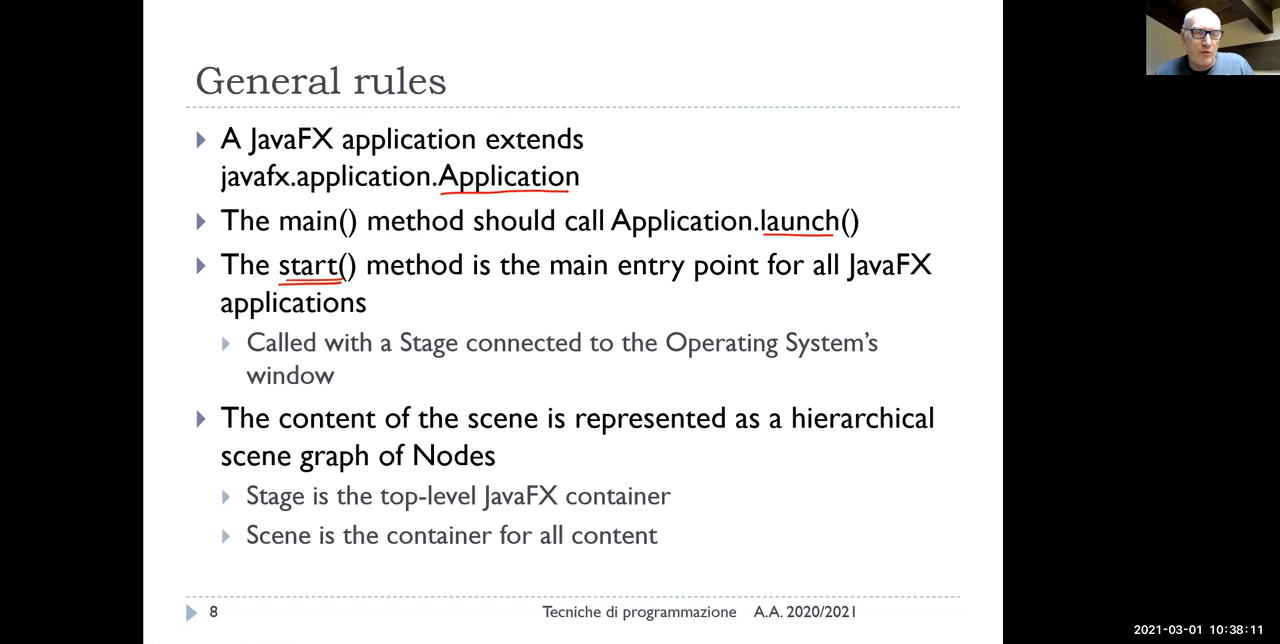 General rules
A JavaFX application extends
javafx.application.Application
The main() method should call Application.launch()
The start() method is the main entry point for all JavaFX
applications
Called with a Stage connected to the Operating System's
window
The content of the scene is represented as a hierarchical
scene graph of Nodes
Stage is the top-level JavaFX container
Scene is the container for all content
8 Tecniche di programmazione A.A. 2020/2021
2021-03-01 10:38:11